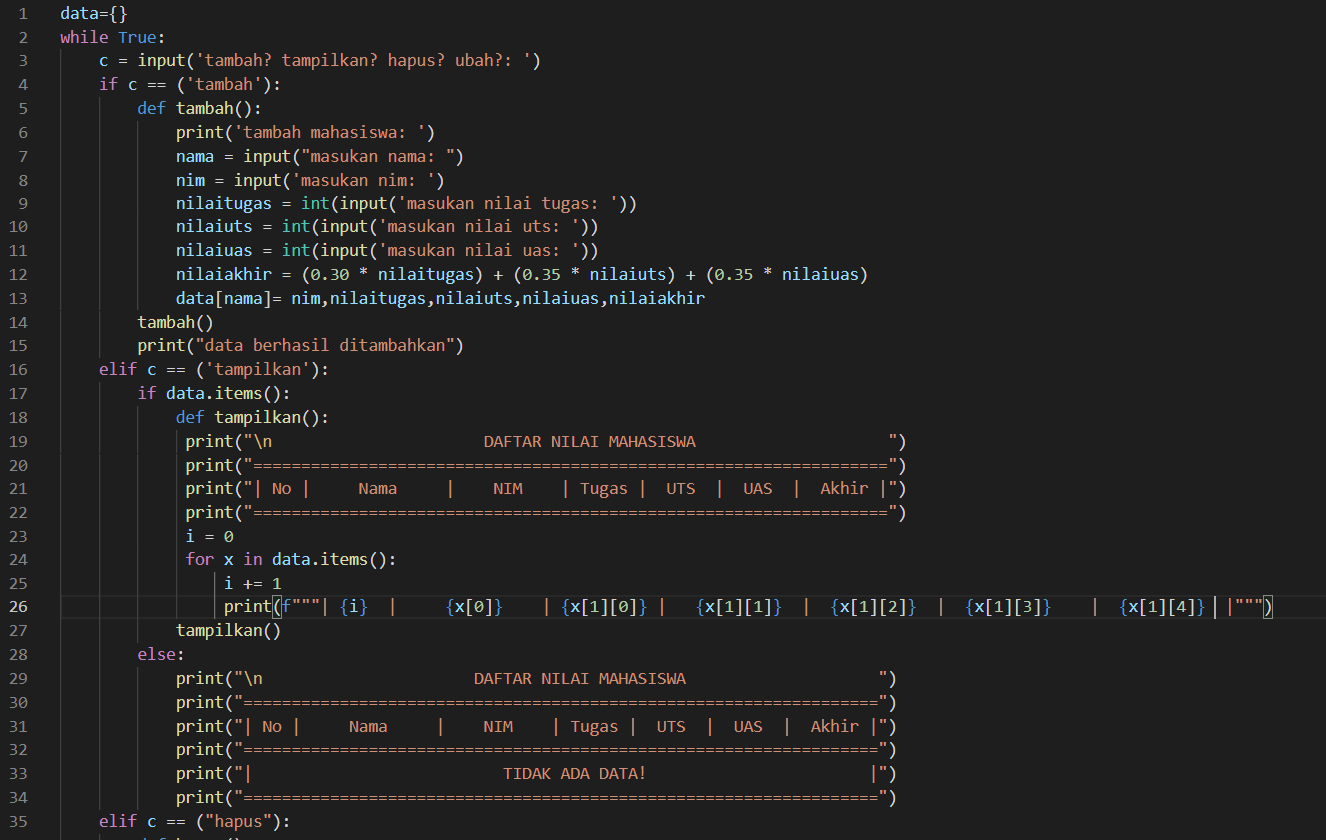 1 data={}
2 while True:
3     c = input('tambah? tampilkan? hapus? ubah?: ')
4     if c == ('tambah'):
5         def tambah():
6             print('tambah mahasiswa: ')
7             nama = input("masukan nama: ")
8             nim = input('masukan nim: ')
9             nilaitugas = int(input('masukan nilai tugas: '))
10             nilaiuts = int(input('masukan nilai uts: '))
11             nilaiuas = int(input('masukan nilai uas: '))
12             nilaiakhir = (0.30 * nilaitugas) + (0.35 * nilaiuts) + (0.35 * nilaiuas)
13             data[nama]= nim,nilaitugas,nilaiuts,nilaiuas,nilaiakhir
14         tambah()
15         print("data berhasil ditambahkan")
16     elif c == ('tampilkan'):
17         if data.items():
18             def tampilkan():
19              print("\n                      DAFTAR NILAI MAHASISWA                    ")
20              print("==================================================================")
21              print("| No |     Nama     |    NIM    | Tugas |  UTS  |  UAS  |  Akhir |")
22              print("==================================================================")
23              i = 0
24              for x in data.items():
25                  i += 1
26                  print(f"""| {i}  |     {x[0]}    | {x[1][0]} |   {x[1][1]}  |  {x[1][2]}  |  {x[1][3]}    |  {x[1][4]}  |""")
27             tampilkan()
28         else:
29             print("\n                      DAFTAR NILAI MAHASISWA                    ")
30             print("==================================================================")
31             print("| No |     Nama     |    NIM    | Tugas |  UTS  |  UAS  |  Akhir |")
32             print("==================================================================")
33             print("|                          TIDAK ADA DATA!                       |")
34             print("==================================================================")
35     elif c == ("hapus"):